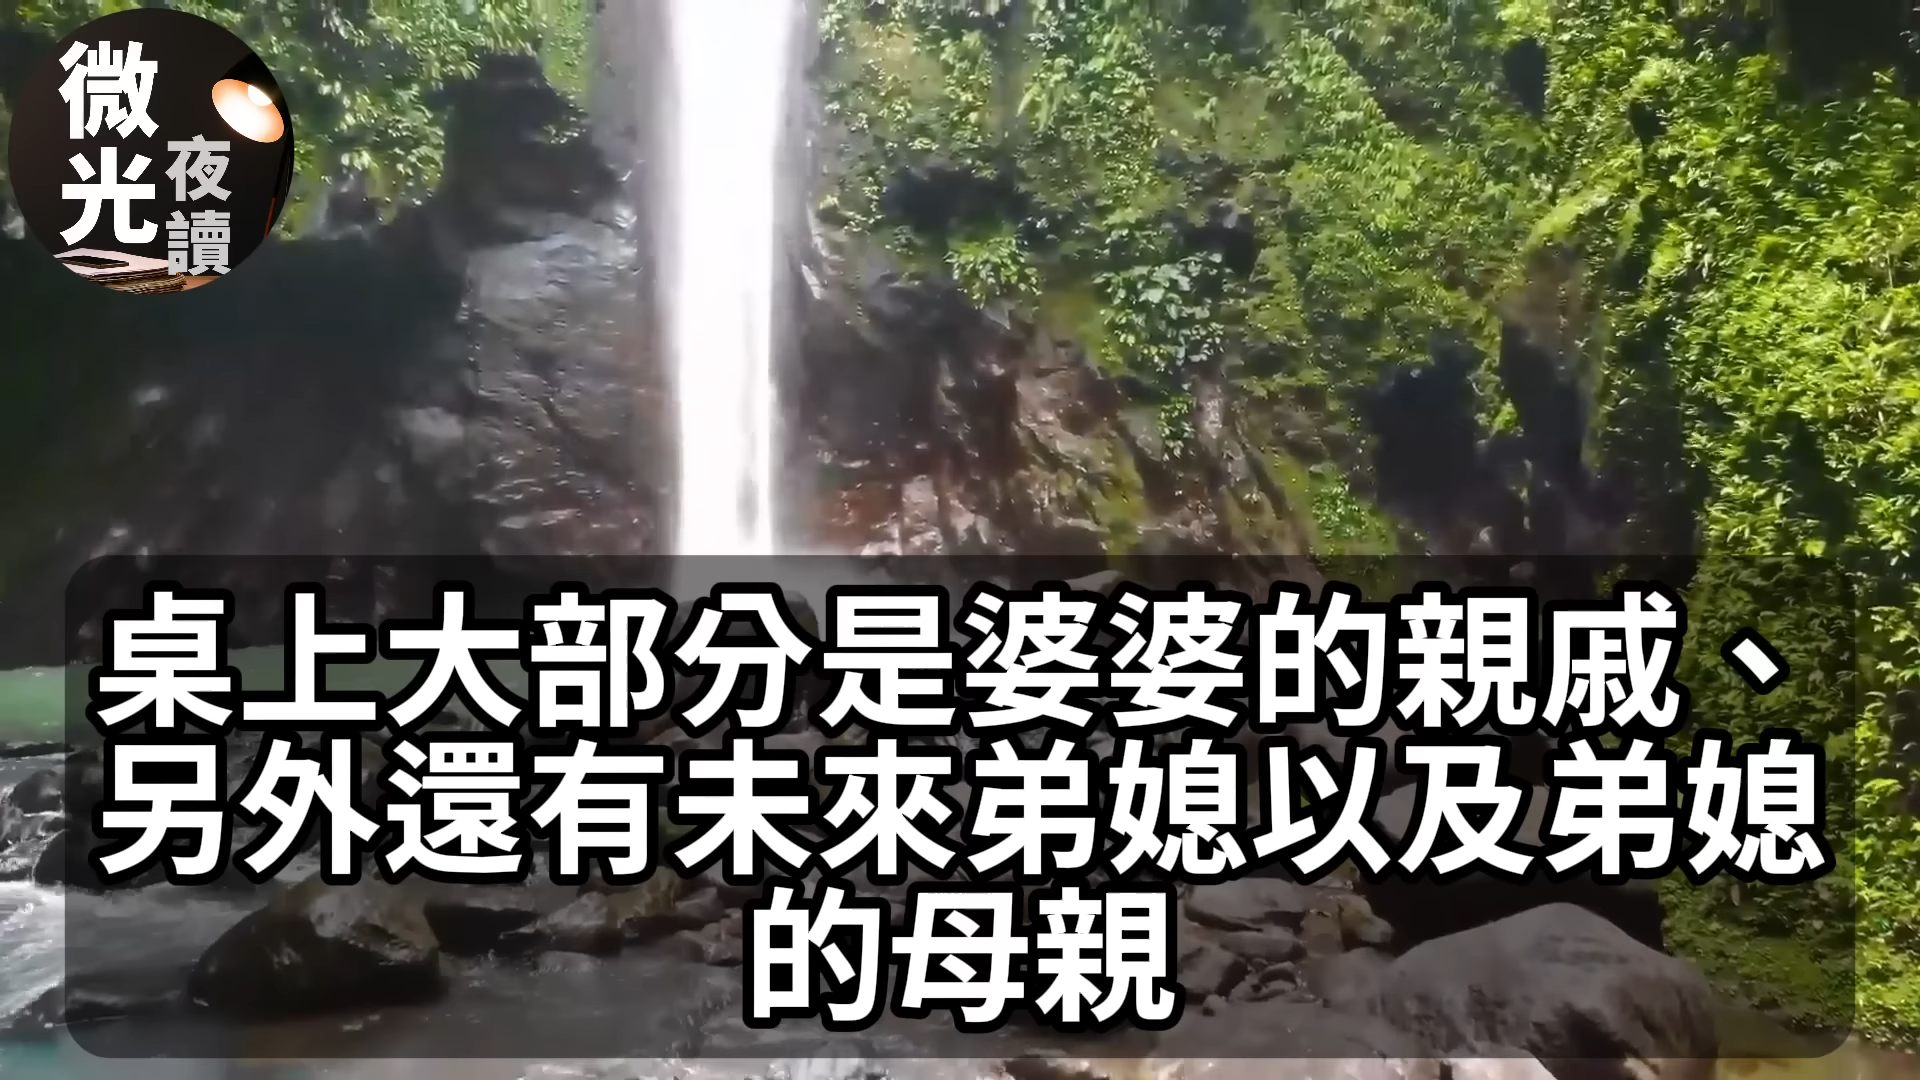 微光
夜讀
桌上大部分是婆婆的親戚、
另外還有未來弟媳以及弟媳
的母親